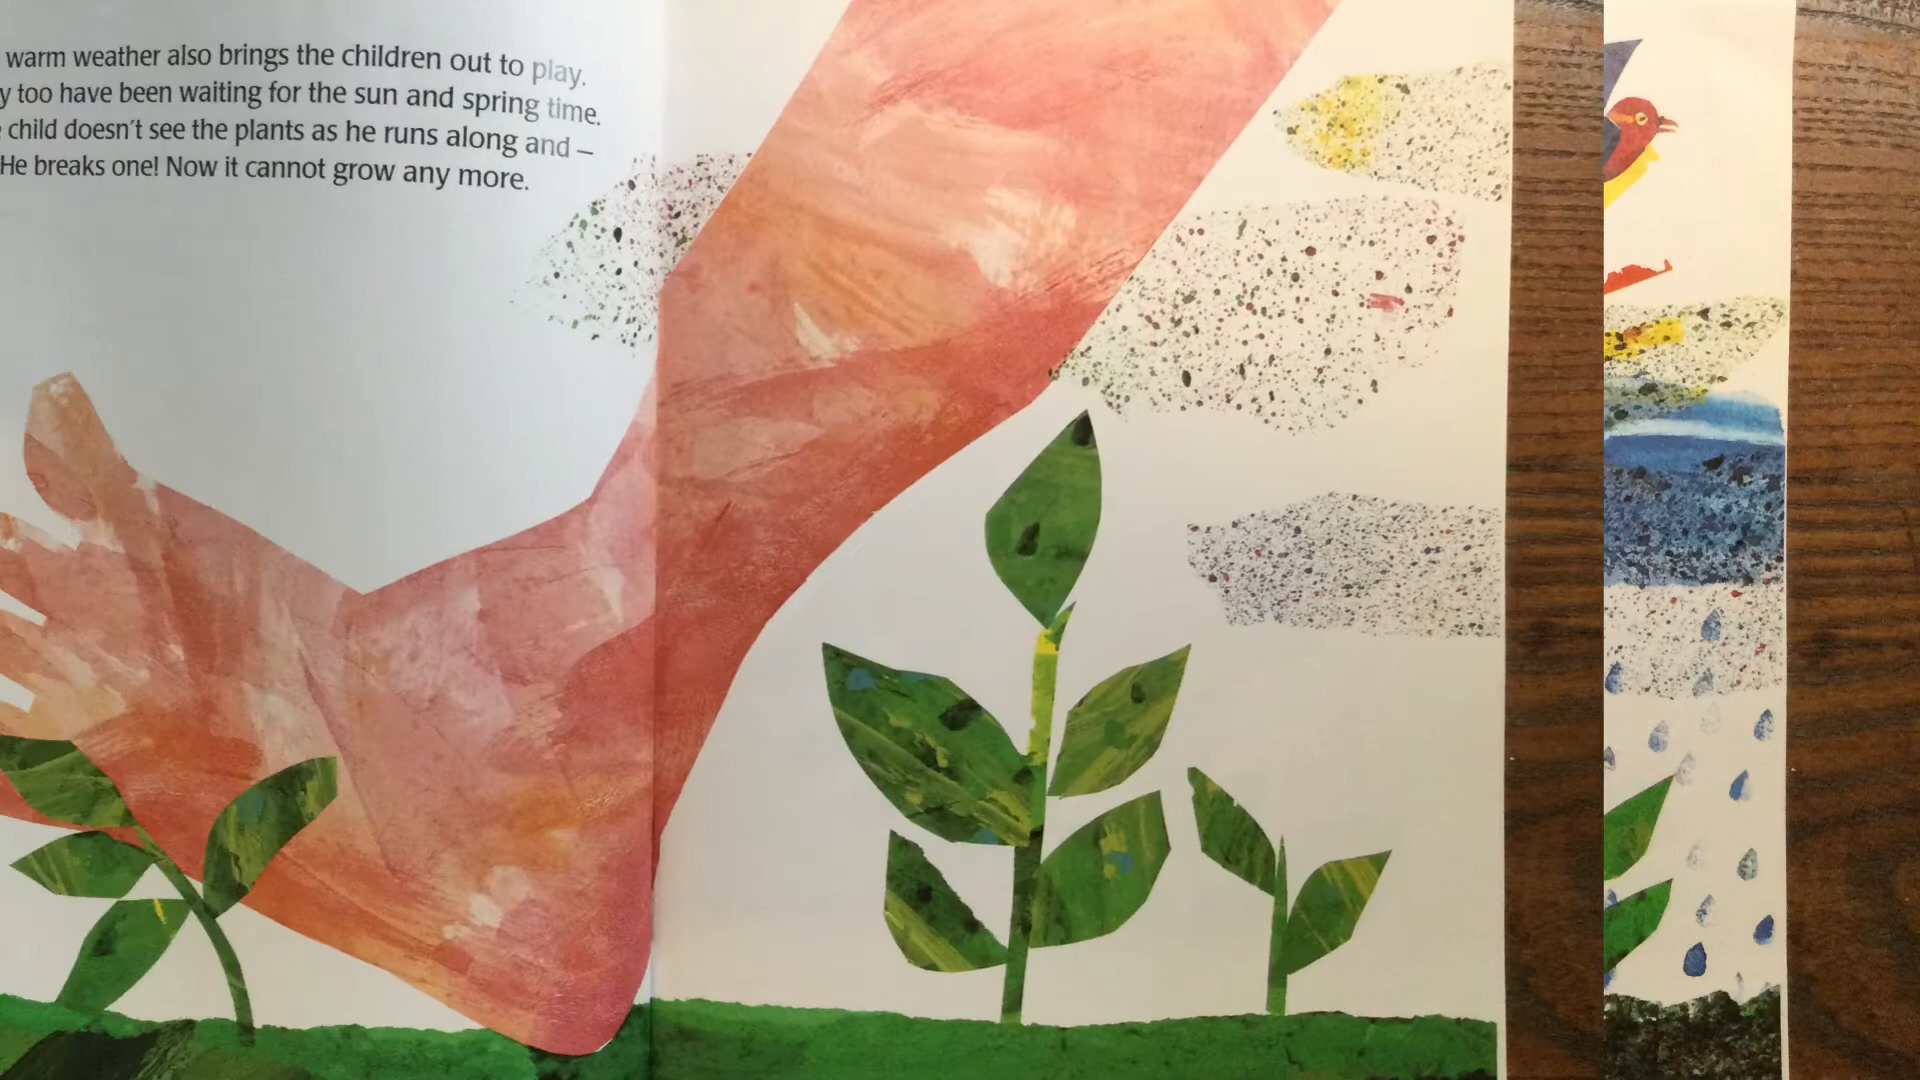 warm weather also brings the children out to play.
y too have been waiting for the sun and spring time.
child doesn't see the plants as he runs along and –
He breaks one! Now it cannot grow any more.